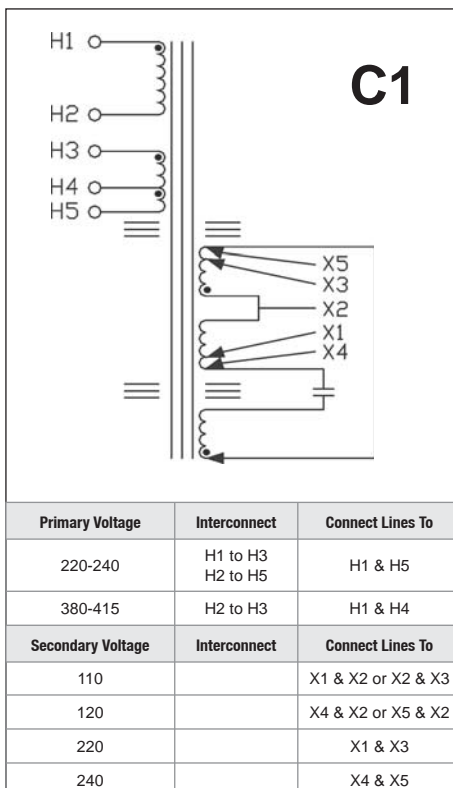 H1
C1
H2
H3
H4
H5
X5
X3
X2
X1
X4
Primary Voltage Interconnect Connect Lines To
220-240 H1 to H3 H1 & H5
H2 to H5
380-415 H2 to H3 H1 & H4
Secondary Voltage Interconnect Connect Lines To
110 X1 & X2 or X2 & X3
120 X4 & X2 or X5 & X2
220 X1 & X3
240 X4 & X5